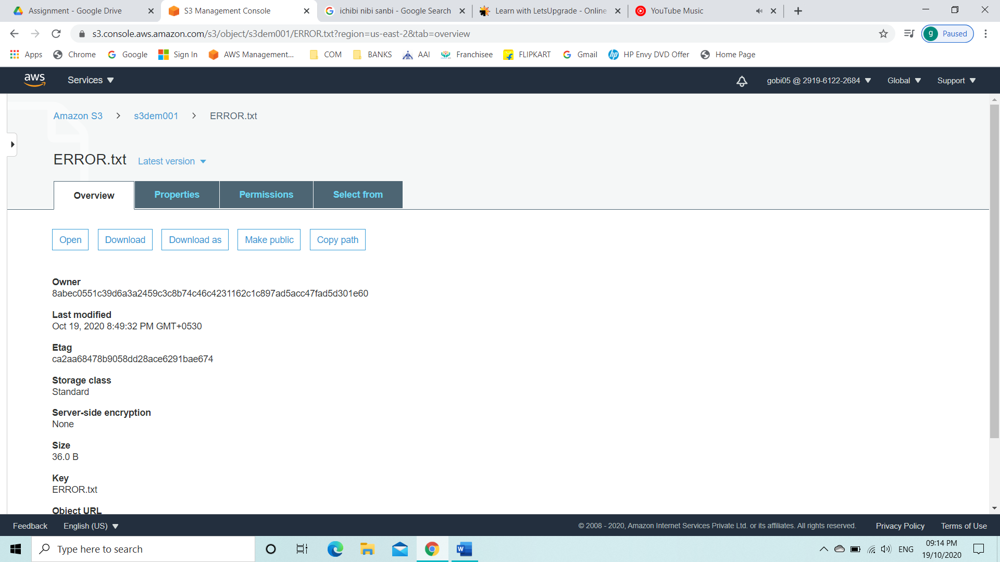 Assignment - Google Drive
S3 Management Console
ichibi nibi sanbi - Google Search
Learn with LetsUpgrade - Online
YouTube Music
s3.console.aws.amazon.com/s3/object/s3dem001/ERROR.txt?region=us-east-2&tab=overview
g Paused
Apps Chrome Google Sign In AWS Management... COM BANKS AAI Franchisee FLIPKART Gmail HP Envy DVD Offer Home Page
aws Services gobi05 @ 2919-6122-2684 Global Support
Amazon S3 > s3dem001 > ERROR.txt
ERROR.txt Latest version
Overview Properties Permissions Select from
Open Download Download as Make public Copy path
Owner
8abec0551c39d6a3a2459c3c8b74c46c4231162c1c897ad5acc47fad5d301e60
Last modified
Oct 19, 2020 8:49:32 PM GMT+0530
Etag
ca2aa68478b9058dd28ace6291bae674
Storage class
Standard
Server-side encryption
None
Size
36.0 B
Key
ERROR.txt
Object URL
Feedback English (US) © 2008 - 2020, Amazon Internet Services Private Ltd. or its affiliates. All rights reserved. Privacy Policy Terms of Use
Type here to search
ENG
09:14 PM
19/10/2020